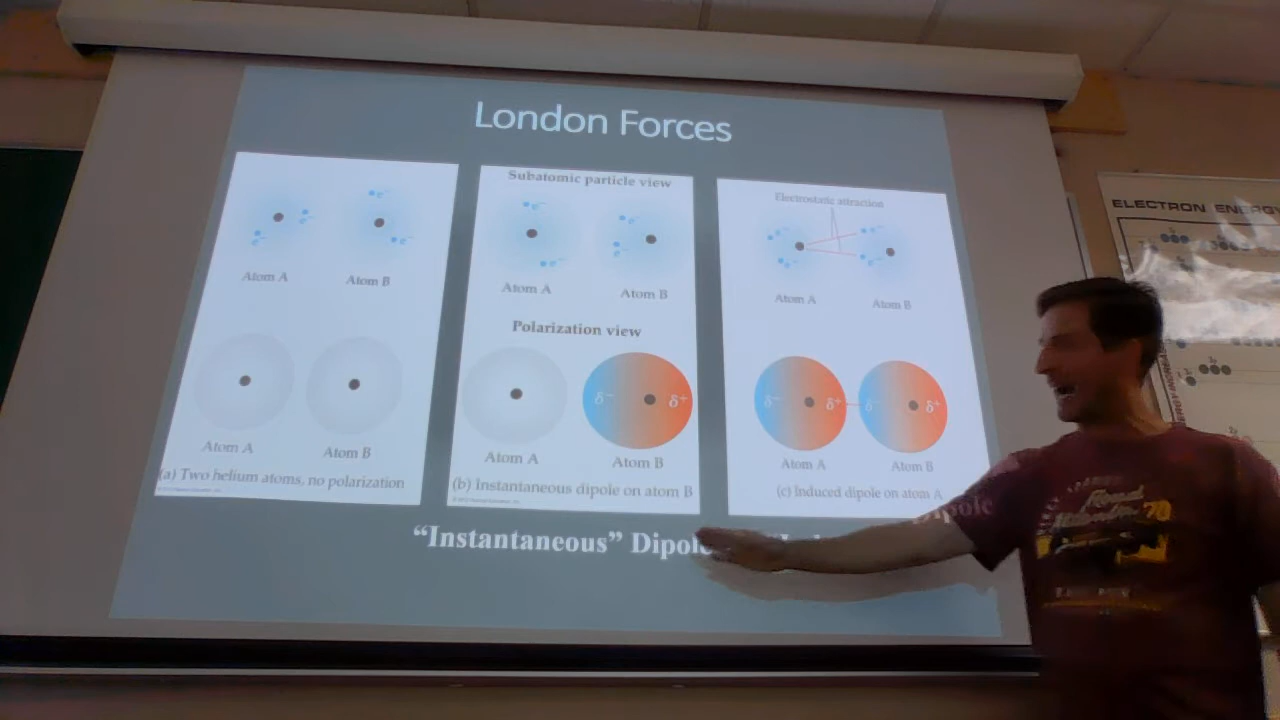 London Forces
e⁻
e⁻
e⁻
e⁻
Atom A
Atom B
Atom A
Atom B
(a) Two helium atoms, no polarization
Subatomic particle view
e⁻
e⁻
e⁻
e⁻
Atom A
Atom B
Polarization view
δ⁻
δ⁺
Atom A
Atom B
(b) Instantaneous dipole on atom B
Electrostatic attraction
e⁻
e⁻
e⁻
e⁻
Atom A
Atom B
δ⁻
δ⁺
δ⁻
δ⁺
Atom A
Atom B
(c) Induced dipole on atom A
“Instantaneous” Dipole
Dipole
ELECTRON ENERGY
'70